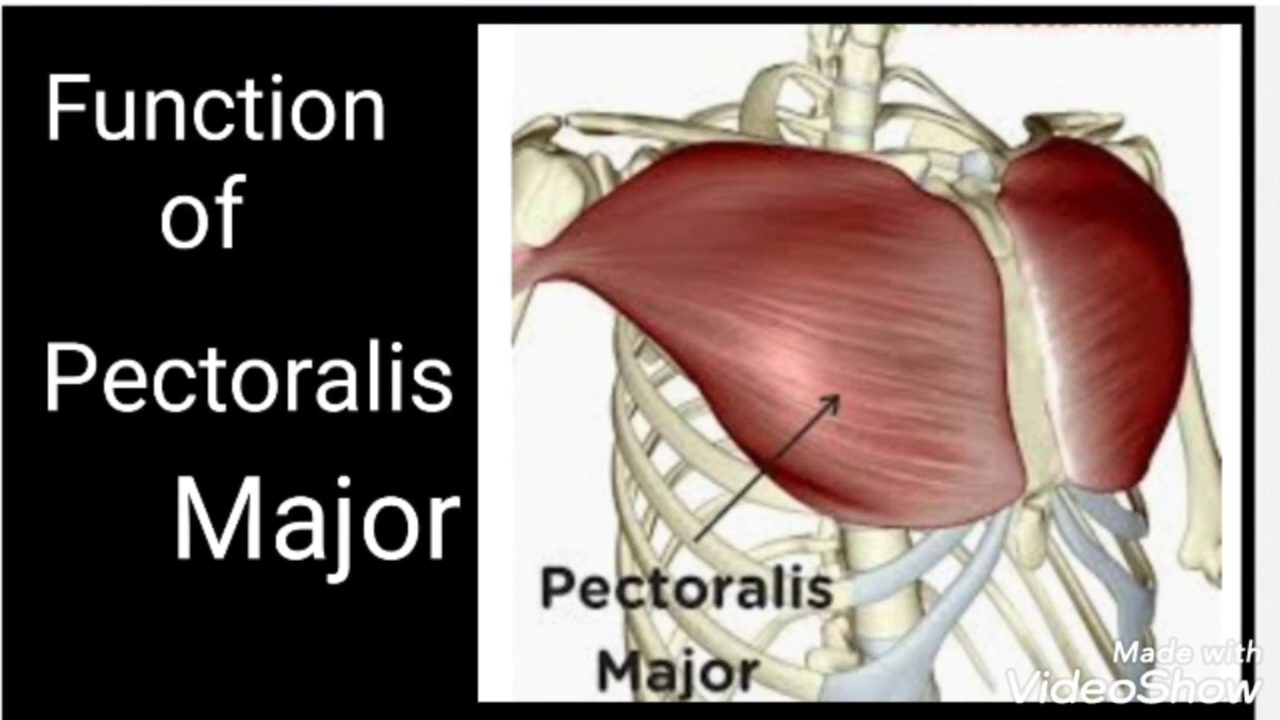 Function
of
Pectoralis
Major
Pectoralis
Major
Made with
VideoShow